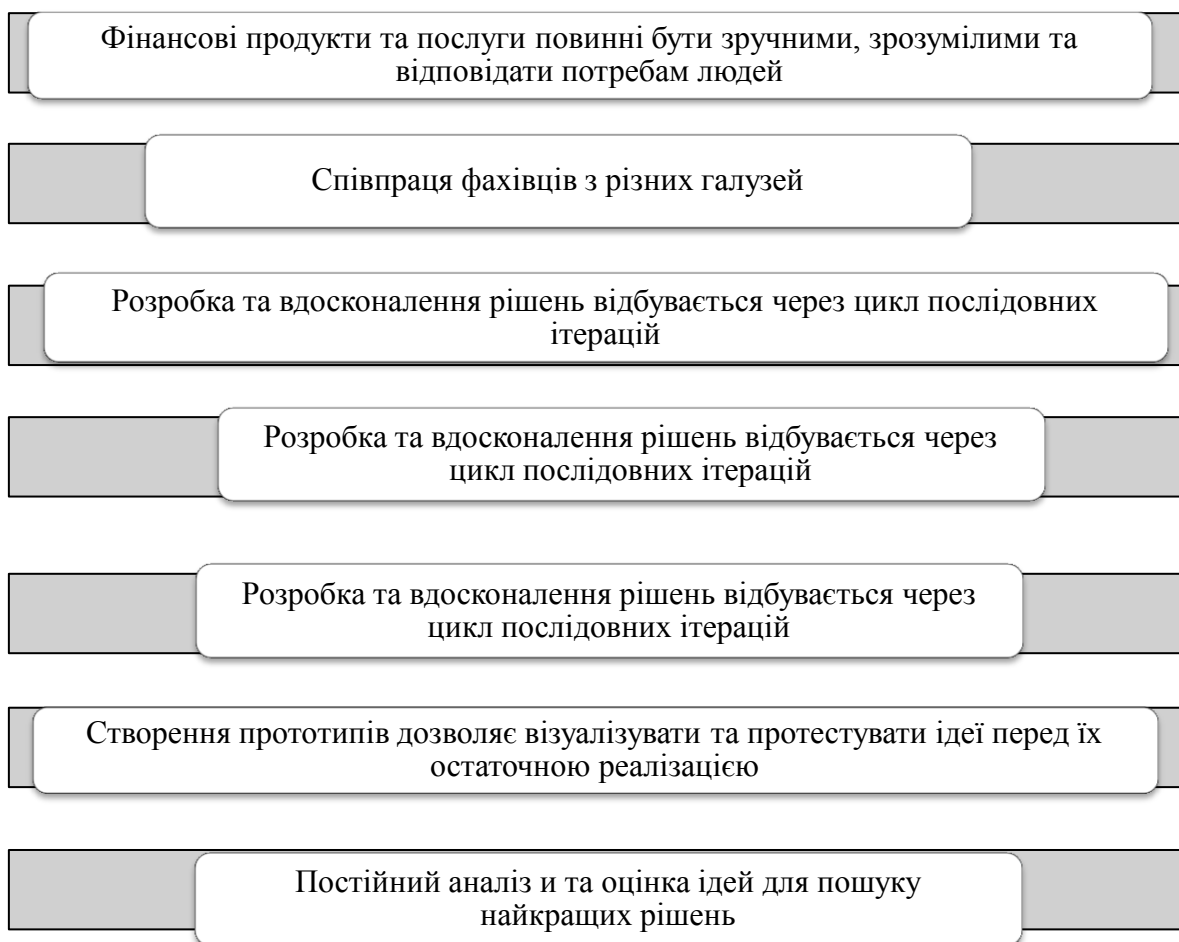 Фінансові продукти та послуги повинні бути зручними, зрозумілими та
відповідати потребам людей
Співпраця фахівців з різних галузей
Розробка та вдосконалення рішень відбувається через цикл послідовних
ітерацій
Розробка та вдосконалення рішень відбувається через
цикл послідовних ітерацій
Розробка та вдосконалення рішень відбувається через
цикл послідовних ітерацій
Створення прототипів дозволяє візуалізувати та протестувати ідеї перед їх
остаточною реалізацією
Постійний аналіз и та оцінка ідей для пошуку
найкращих рішень